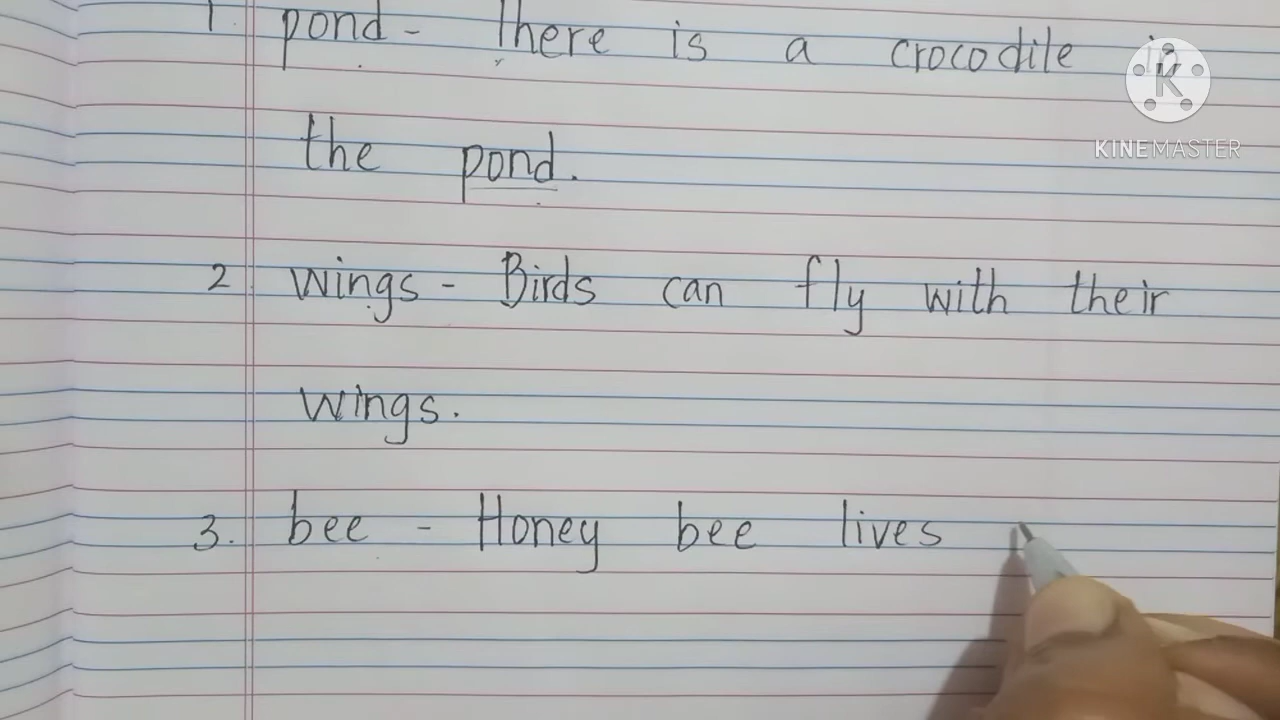 1. pond - There is a crocodile in
the pond.
2 wings - Birds can fly with their
wings.
3. bee - Honey bee lives
K
KINEMASTER